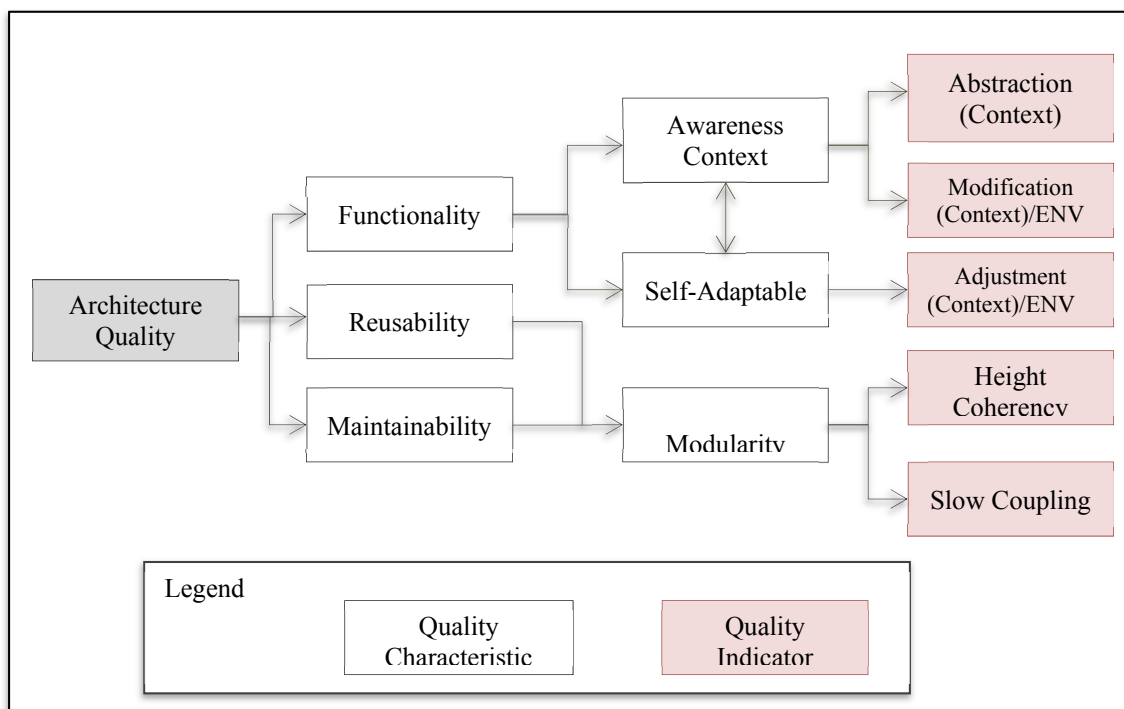 Abstraction
(Context)
Awareness
Context
Modification
(Context)/ENV
Functionality
Self-Adaptable
Adjustment
(Context)/ENV
Architecture
Quality
Reusability
Height
Coherency
Maintainability
Modularity
Slow Coupling
Legend
Quality
Characteristic
Quality
Indicator